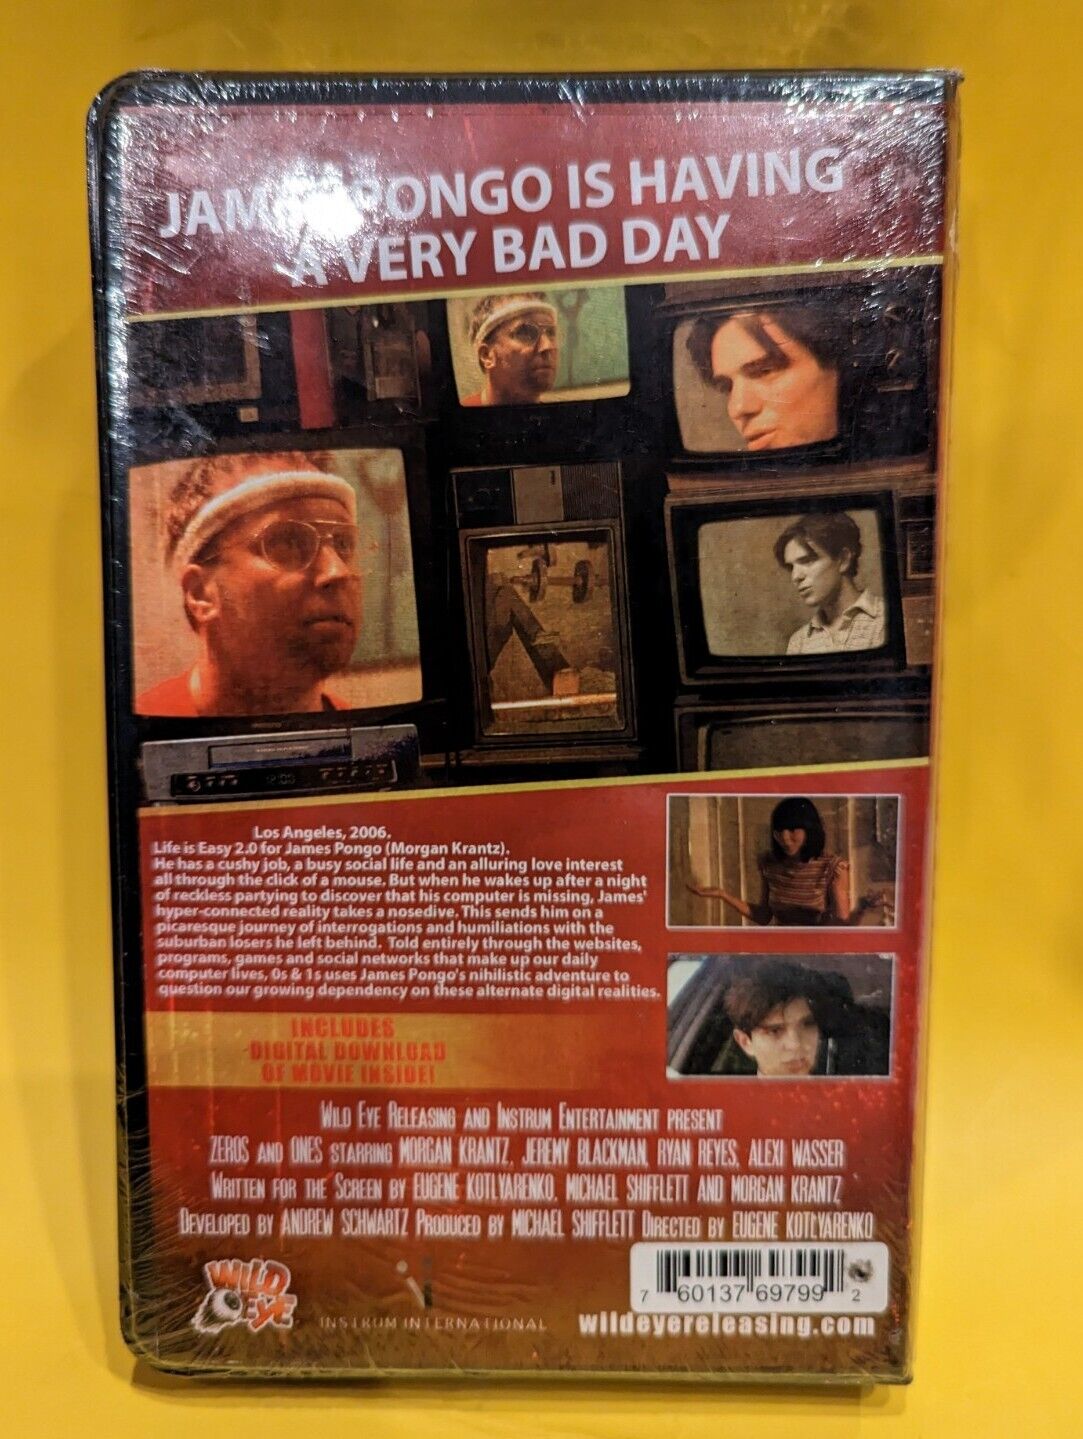 JAMES PONGO IS HAVING
A VERY BAD DAY
Los Angeles, 2006.
Life is Easy 2.0 for James Pongo (Morgan Krantz).
He has a cushy job, a busy social life and an alluring love interest
all through the click of a mouse. But when he wakes up after a night
of reckless partying to discover that his computer is missing, James'
hyper-connected reality takes a nosedive. This sends him on a
picaresque journey of interrogations and humiliations with the
suburban losers he left behind. Told entirely through the websites,
programs, games and social networks that make up our daily
computer lives, 0s & 1s uses James Pongo's nihilistic adventure to
question our growing dependency on these alternate digital realities.
INCLUDES
DIGITAL DOWNLOAD
OF MOVIE INSIDE!
WILD EYE RELEASING AND INSTRUM ENTERTAINMENT PRESENT
ZEROS AND ONES STARRING MORGAN KRANTZ, JEREMY BLACKMAN, RYAN REYES, ALEXI WASSER
WRITTEN FOR THE SCREEN BY EUGENE KOTLYARENKO, MICHAEL SHIFFLETT AND MORGAN KRANTZ
DEVELOPED BY ANDREW SCHWARTZ PRODUCED BY MICHAEL SHIFFLETT DIRECTED BY EUGENE KOTLYARENKO
WILD EYE
INSTRUM INTERNATIONAL
7 60137 69799 2
wildeyereleasing.com